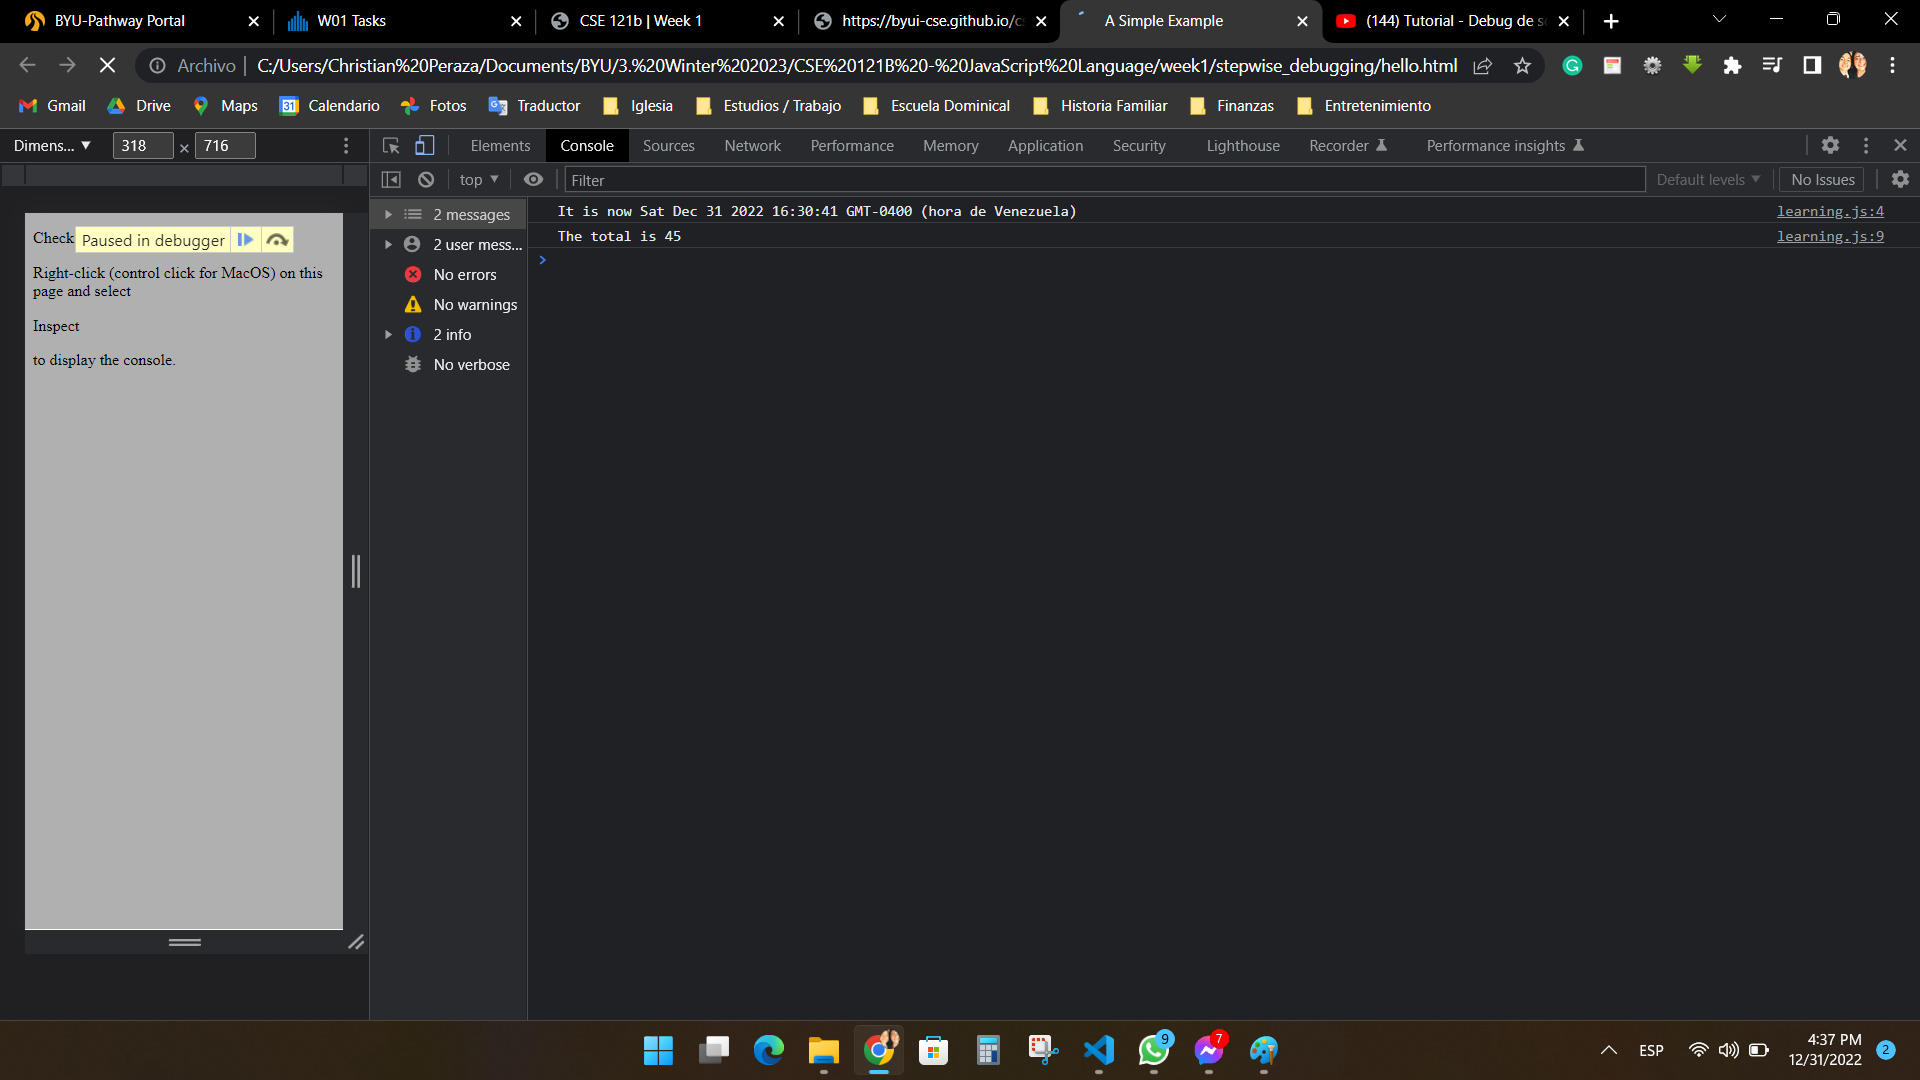 BYU-Pathway Portal
W01 Tasks
CSE 121b | Week 1
https://byui-cse.github.io/c
A Simple Example
(144) Tutorial - Debug de s
Archivo
C:/Users/Christian%20Peraza/Documents/BYU/3.%20Winter%202023/CSE%20121B%20-%20JavaScript%20Language/week1/stepwise_debugging/hello.html
Gmail
Drive
Maps
Calendario
Fotos
Traductor
Iglesia
Estudios / Trabajo
Escuela Dominical
Historia Familiar
Finanzas
Entretenimiento
Dimens...
318
×
716
Elements
Console
Sources
Network
Performance
Memory
Application
Security
Lighthouse
Recorder
Performance insights
top
Filter
Default levels
No Issues
2 messages
2 user mess...
No errors
No warnings
2 info
No verbose
It is now Sat Dec 31 2022 16:30:41 GMT-0400 (hora de Venezuela)
learning.js:4
The total is 45
learning.js:9
Check
Paused in debugger
Right-click (control click for MacOS) on this
page and select
Inspect
to display the console.
9
7
ESP
4:37 PM
12/31/2022
2